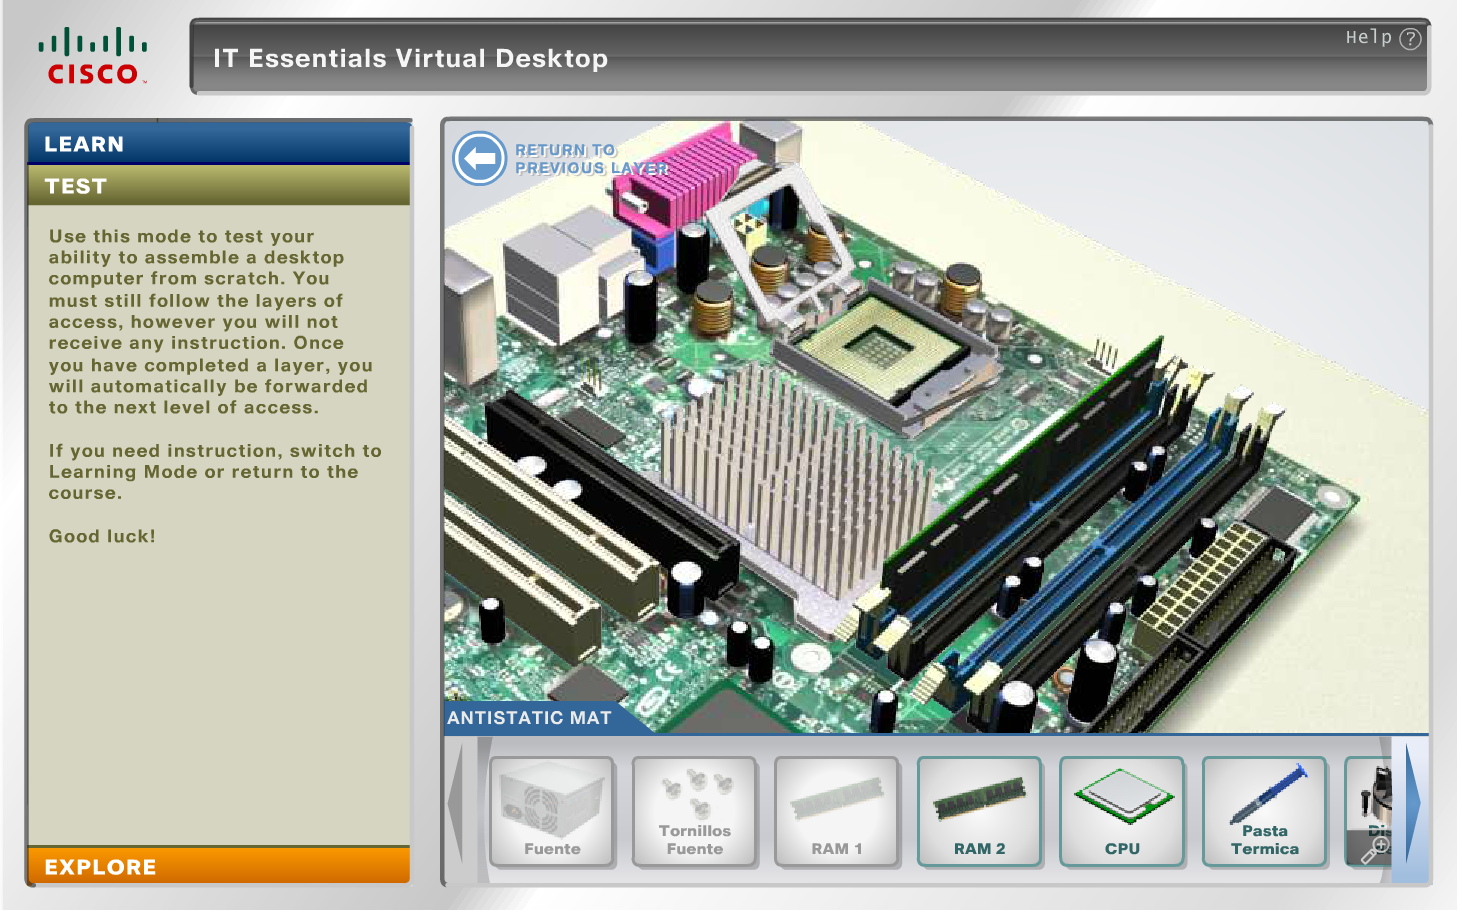 CISCO
IT Essentials Virtual Desktop
Help ?
LEARN
TEST
Use this mode to test your
ability to assemble a desktop
computer from scratch. You
must still follow the layers of
access, however you will not
receive any instruction. Once
you have completed a layer, you
will automatically be forwarded
to the next level of access.
If you need instruction, switch to
Learning Mode or return to the
course.
Good luck!
EXPLORE
RETURN TO
PREVIOUS LAYER
ANTISTATIC MAT
Fuente
Tornillos
Fuente
RAM 1
RAM 2
CPU
Pasta
Termica